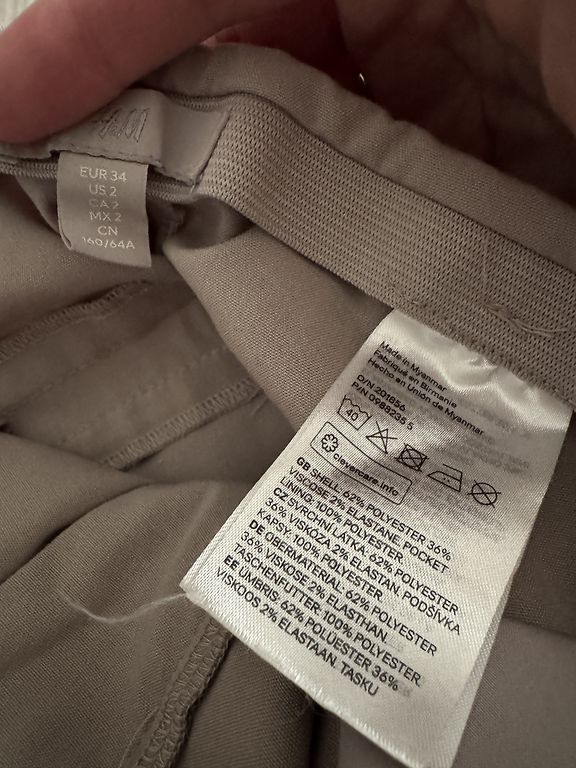 H&M
EUR 34
US 2
CA 2
MX 2
CN
160/64A
Made in Myanmar
Fabriqué en Birmanie
Hecho en Unión de Myanmar
O/N 201856
P/N 0988235 5
40
clevercare.info
GB SHELL: 62% POLYESTER 36%
VISCOSE 2% ELASTANE. POCKET
LINING: 100% POLYESTER
CZ SVRCHNÍ LÁTKA: 62% POLYESTER
36% VISKÓZA 2% ELASTAN. PODŠÍVKA
KAPSY: 100% POLYESTER.
DE OBERMATERIAL: 62% POLYESTER
36% VISKOSE 2% ELASTHAN.
TASCHENFUTTER: 100% POLYESTER.
EE ÜMBRIS: 62% POLÜESTER 36%
VISKOOS 2% ELASTAAN. TASKU